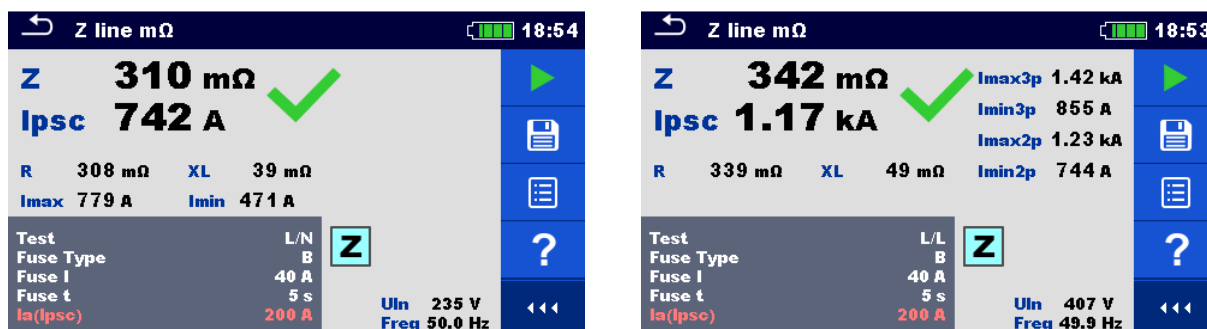 Z line mΩ 18:54
Z 310 mΩ
Ipsc 742 A
R 308 mΩ XL 39 mΩ
Imax 779 A Imin 471 A
Test L/N
Fuse Type B
Fuse I 40 A
Fuse t 5 s
Ia(Ipsc) 200 A
Z
Uln 235 V
Freq 50.0 Hz
?
Z line mΩ 18:53
Z 342 mΩ
Ipsc 1.17 kA
Imax3p 1.42 kA
Imin3p 855 A
Imax2p 1.23 kA
Imin2p 744 A
R 339 mΩ XL 49 mΩ
Test L/L
Fuse Type B
Fuse I 40 A
Fuse t 5 s
Ia(Ipsc) 200 A
Z
Uln 407 V
Freq 49.9 Hz
?